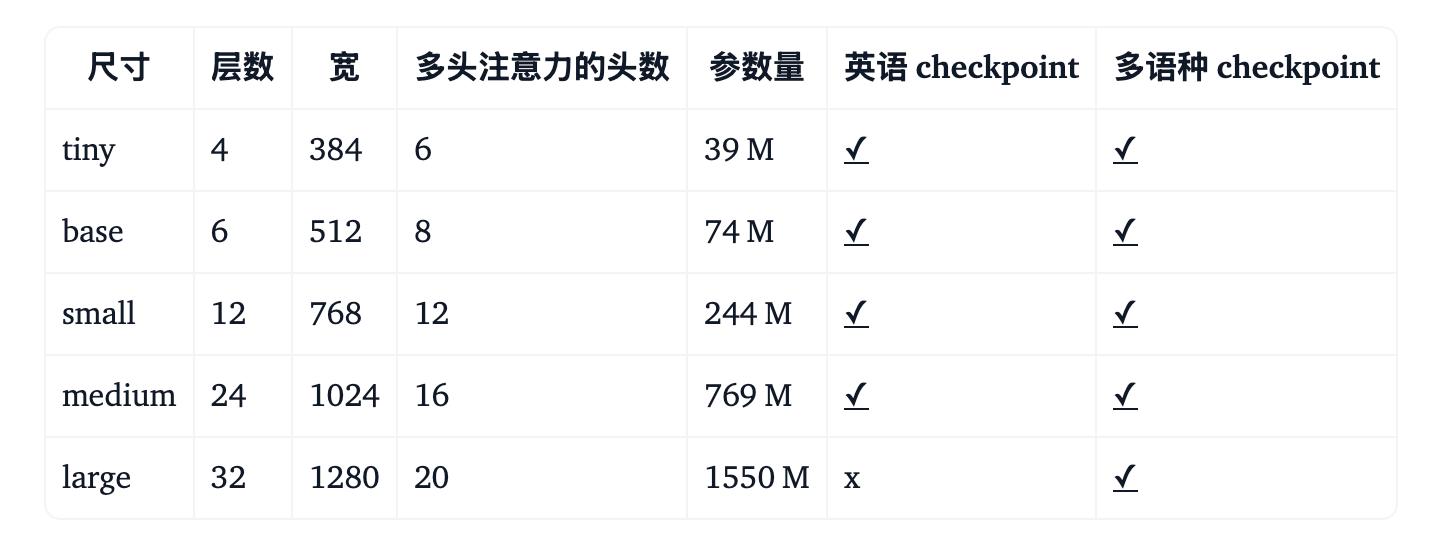 尺寸 层数 宽 多头注意力的头数 参数量 英语 checkpoint 多语种 checkpoint
tiny 4 384 6 39 M ✓ ✓
base 6 512 8 74 M ✓ ✓
small 12 768 12 244 M ✓ ✓
medium 24 1024 16 769 M ✓ ✓
large 32 1280 20 1550 M x ✓